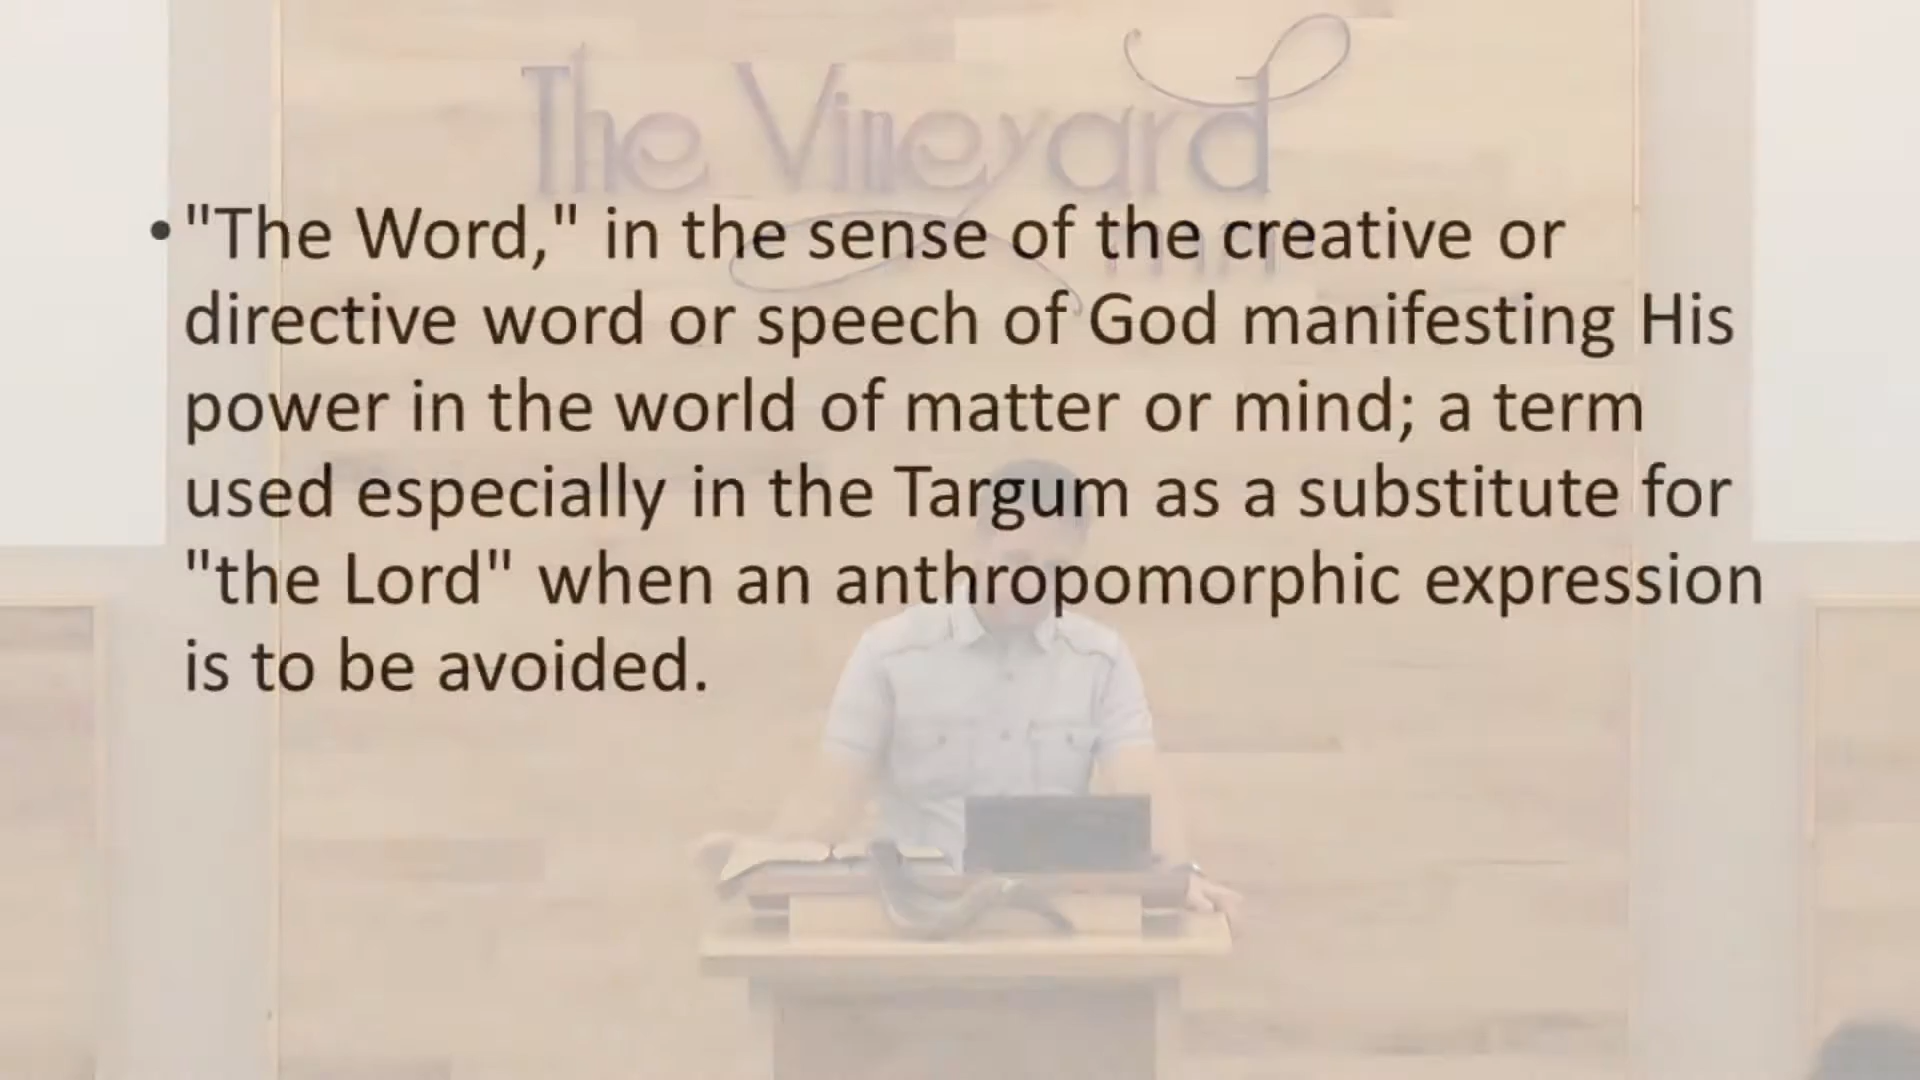 The Vineyard
• "The Word," in the sense of the creative or
directive word or speech of God manifesting His
power in the world of matter or mind; a term
used especially in the Targum as a substitute for
"the Lord" when an anthropomorphic expression
is to be avoided.